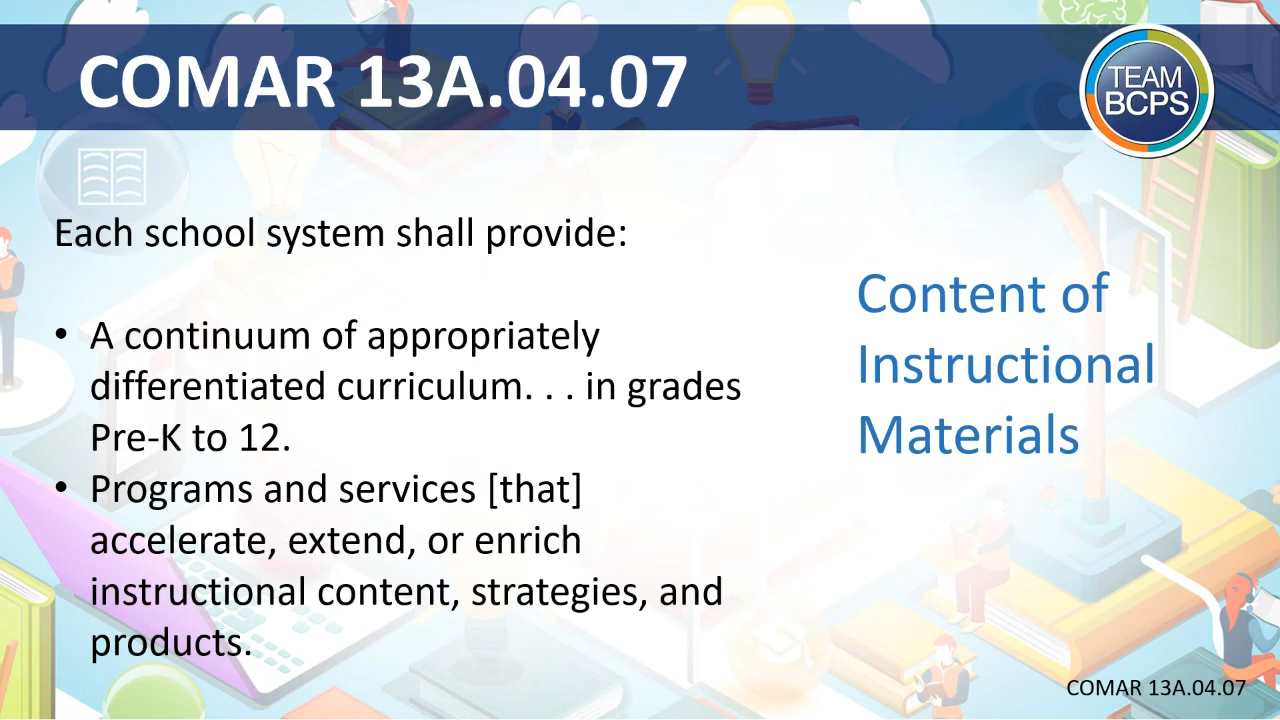 COMAR 13A.04.07
TEAM
BCPS
Each school system shall provide:
• A continuum of appropriately
differentiated curriculum. . . in grades
Pre-K to 12.
• Programs and services [that]
accelerate, extend, or enrich
instructional content, strategies, and
products.
Content of
Instructional
Materials
COMAR 13A.04.07